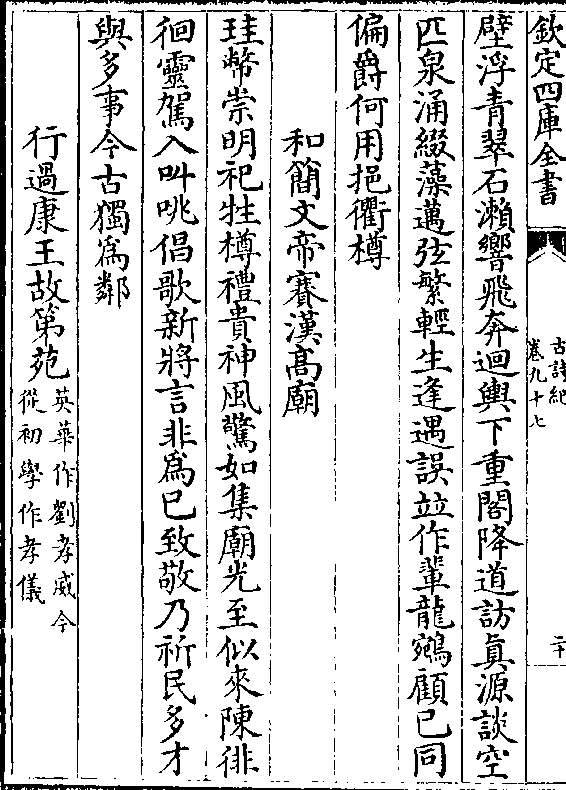 欽定四庫全書
古詩紀
卷九十七
二十
壁浮青翠石瀨響飛奔迴輿下重閣降道訪真源談空
匹泉涌綴藻邁弦繁輕生逢遇誤竝作輩龍鵷顧已同
偏爵何用挹衢樽
和簡文帝賽漢高廟
珪幣崇明祀牲樽禮貴神風驚如集廟光至似來陳徘
徊靈駕入叫咷倡歌新將言非為已致敬乃祈民多才
與多事今古獨為鄰
行過康王故第苑英華作劉孝威今
從初學作孝儀